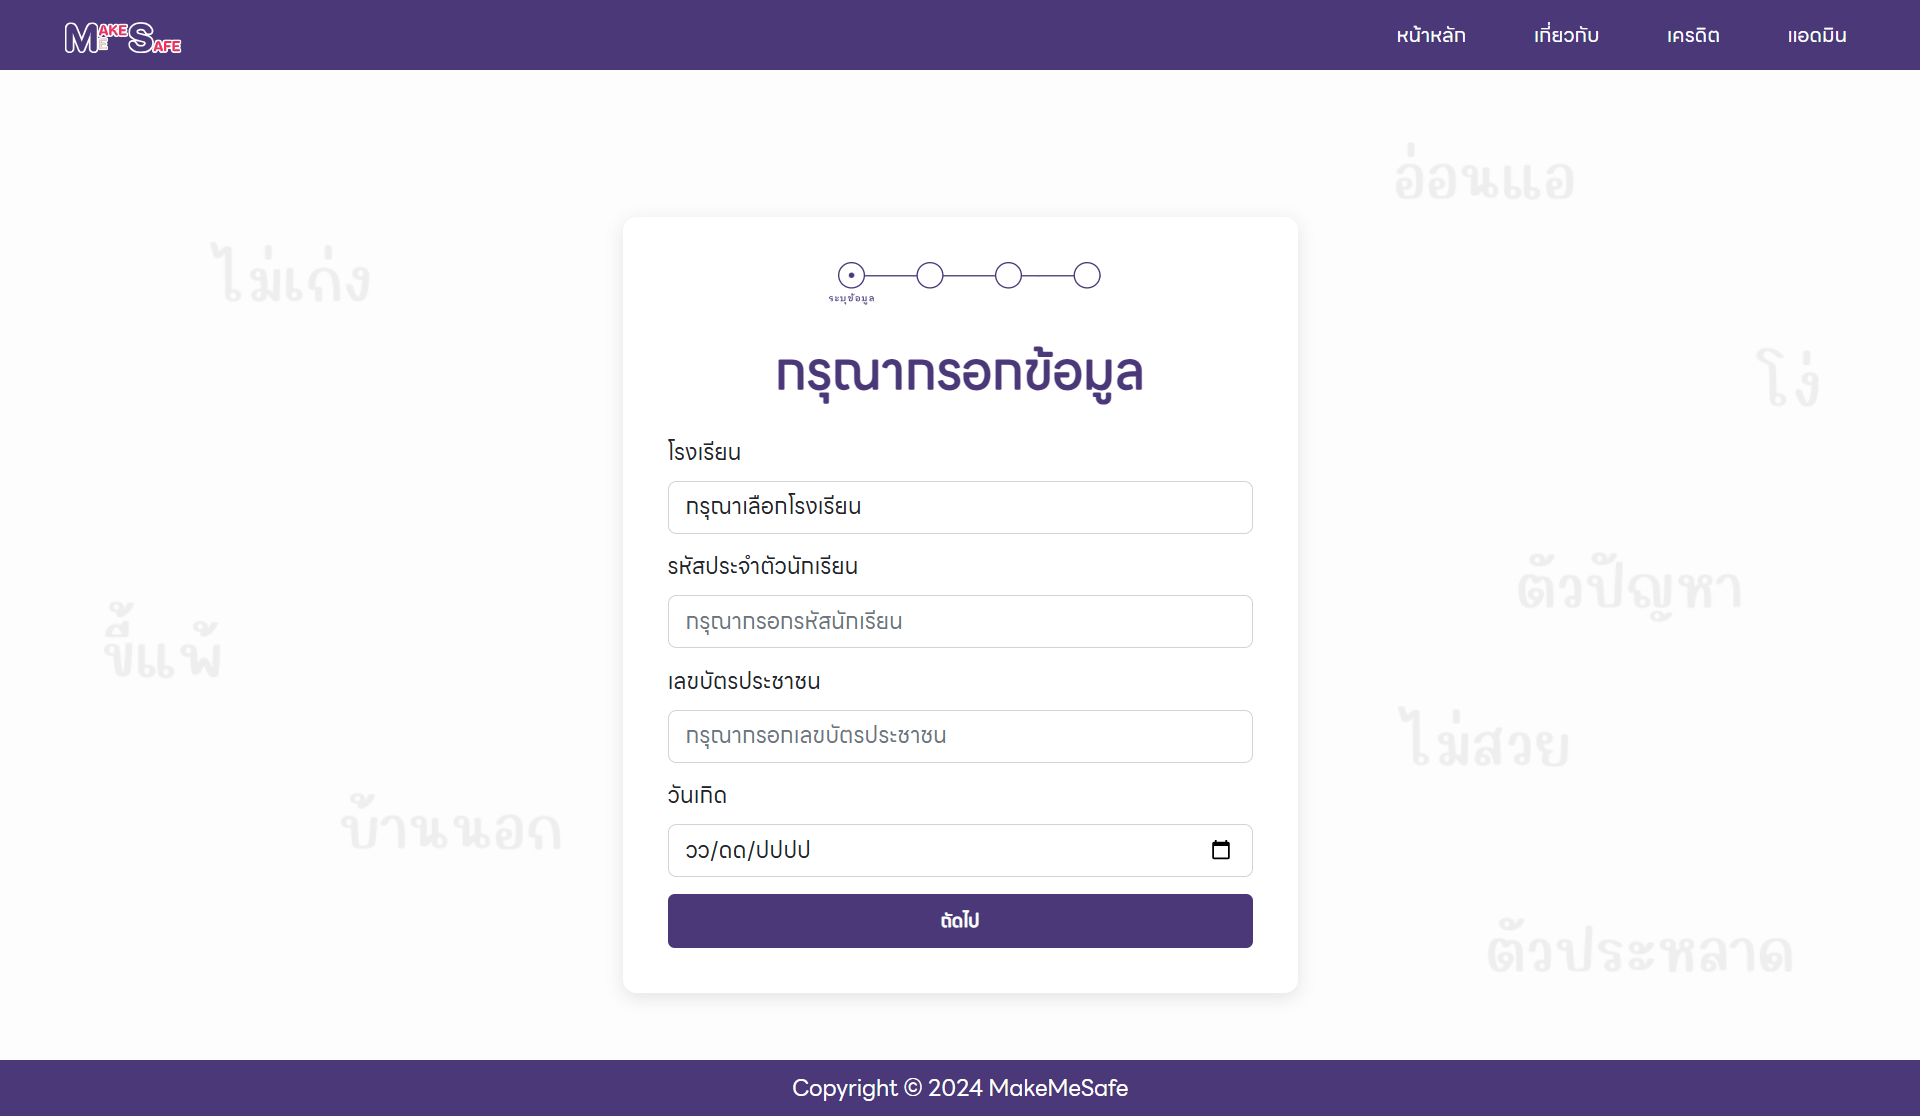 MAKE ME SAFE
หน้าหลัก
เกี่ยวกับ
เครดิต
แอดมิน
อ่อนแอ
ไม่เก่ง
โง่
ตัวปัญหา
ขี้แพ้
ไม่สวย
บ้านนอก
ตัวประหลาด
ระบุข้อมูล
กรุณากรอกข้อมูล
โรงเรียน
กรุณาเลือกโรงเรียน
รหัสประจำตัวนักเรียน
กรุณากรอกรหัสนักเรียน
เลขบัตรประชาชน
กรุณากรอกเลขบัตรประชาชน
วันเกิด
วว/ดด/ปปปป
ถัดไป
Copyright © 2024 MakeMeSafe